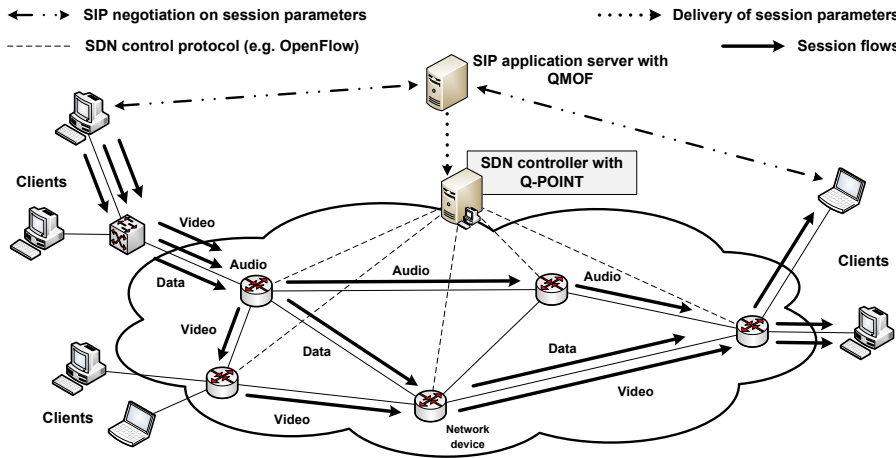 SIP negotiation on session parameters
Delivery of session parameters
SDN control protocol (e.g. OpenFlow)
Session flows
SIP application server with
QMOF
SDN controller with
Q-POINT
Clients
Video
Audio
Data
Audio
Audio
Clients
Video
Data
Data
Video
Clients
Video
Network
device